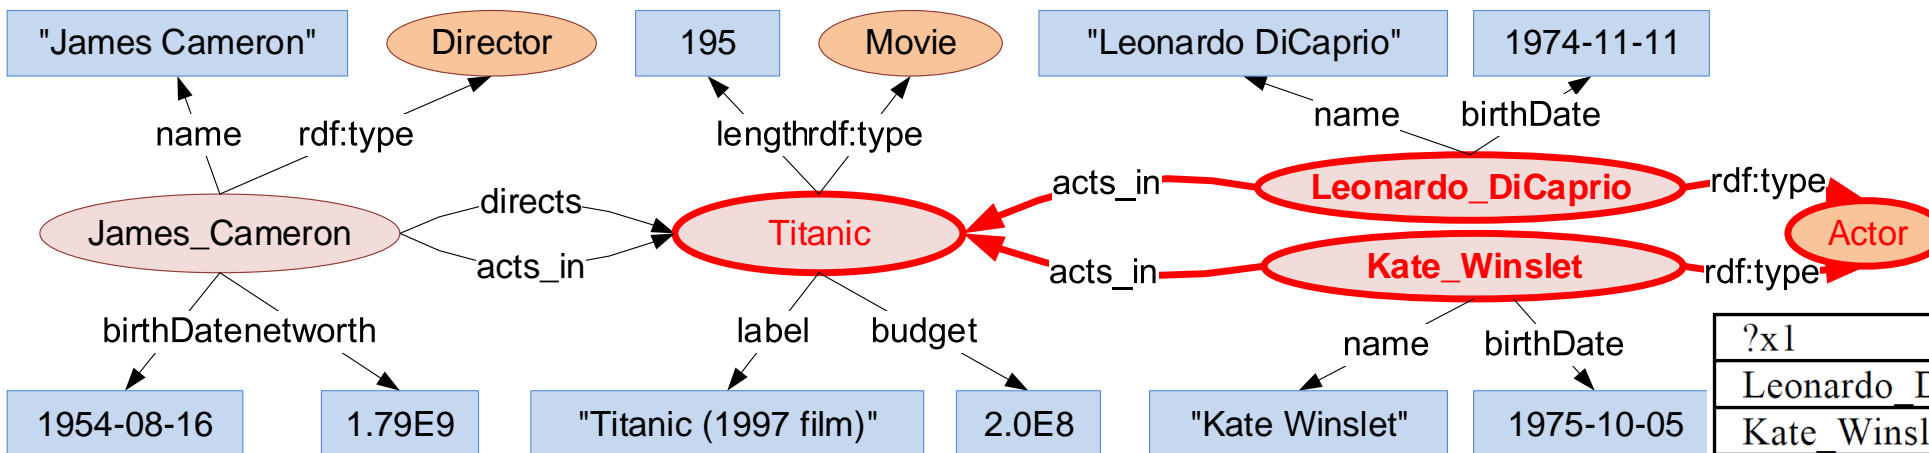 "James Cameron" Director 195 Movie "Leonardo DiCaprio" 1974-11-11
name rdf:type length rdf:type name birthDate
directs acts_in Leonardo_DiCaprio rdf:type
James_Cameron Titanic Actor
acts_in acts_in Kate_Winslet rdf:type
birthDate networth label budget name birthDate
?x1
1954-08-16 1.79E9 "Titanic (1997 film)" 2.0E8 "Kate Winslet" 1975-10-05
Leonardo_D
Kate_Winsl